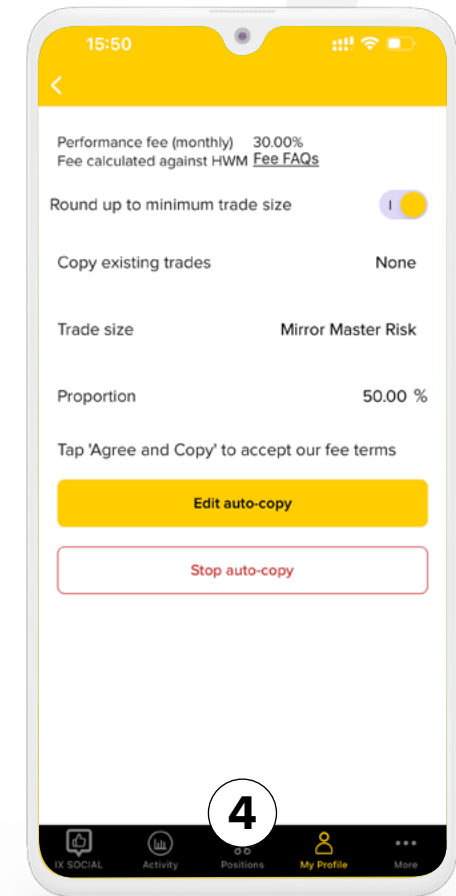 15:50
Performance fee (monthly) 30.00%
Fee calculated against HWM Fee FAQs
Round up to minimum trade size
Copy existing trades None
Trade size Mirror Master Risk
Proportion 50.00 %
Tap 'Agree and Copy' to accept our fee terms
Edit auto-copy
Stop auto-copy
4
IX SOCIAL Activity Positions My Profile More